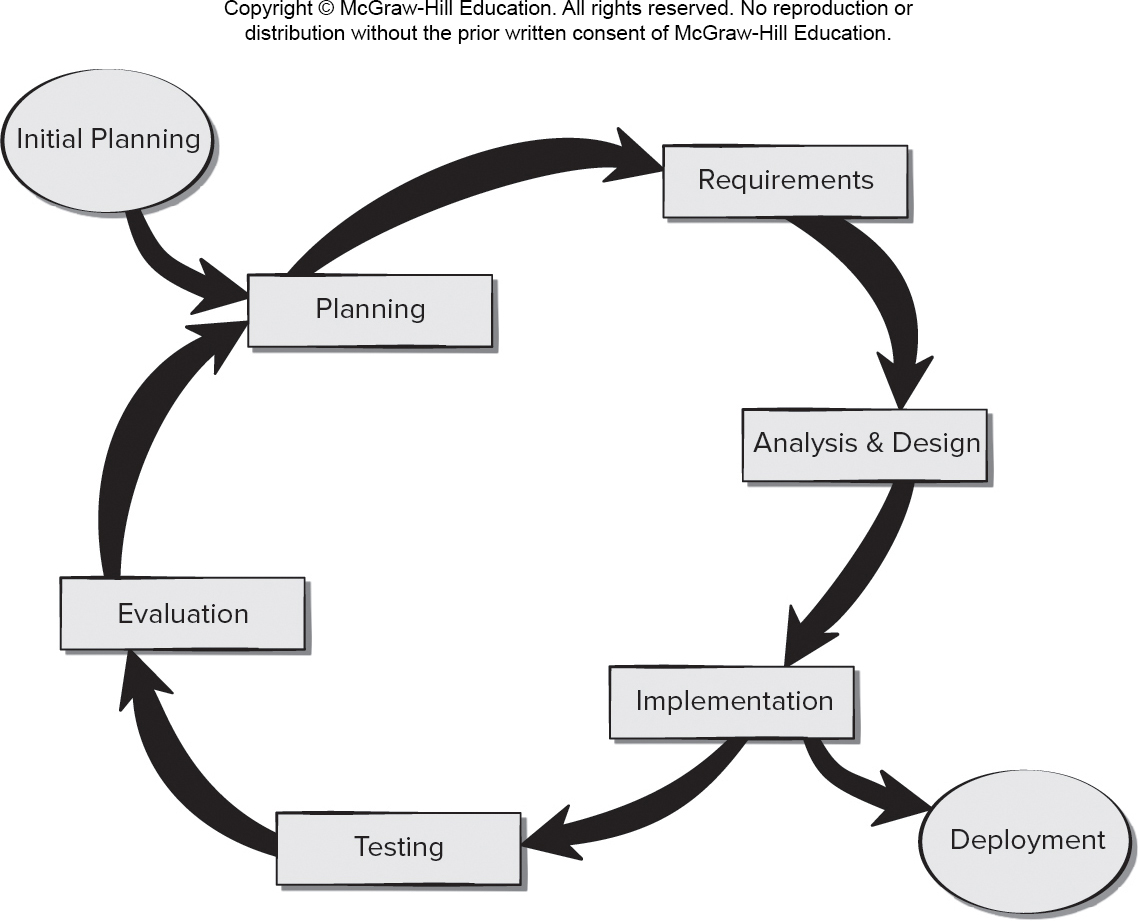 Copyright © McGraw-Hill Education. All rights reserved. No reproduction or
distribution without the prior written consent of McGraw-Hill Education.
Initial Planning
Requirements
Planning
Analysis & Design
Evaluation
Implementation
Testing
Deployment